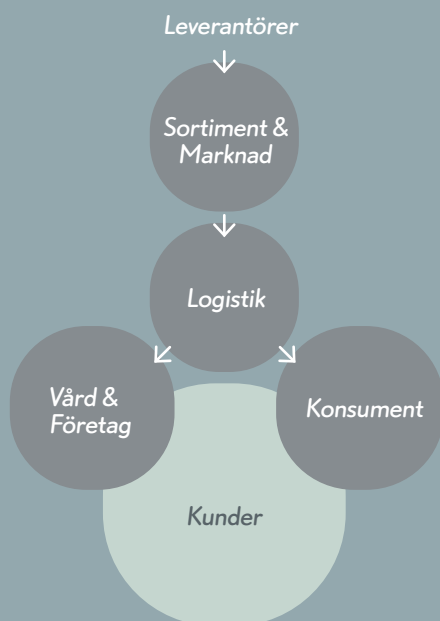 Leverantörer
Sortiment &
Marknad
Logistik
Vård &
Företag
Konsument
Kunder